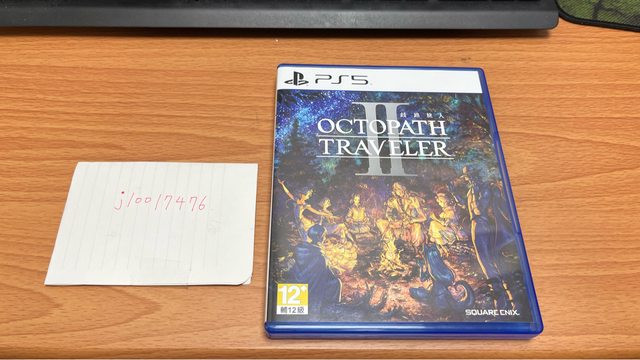 j10017476
PS5
歧路旅人
II
OCTOPATH
TRAVELER
12+
輔12級
SQUARE ENIX